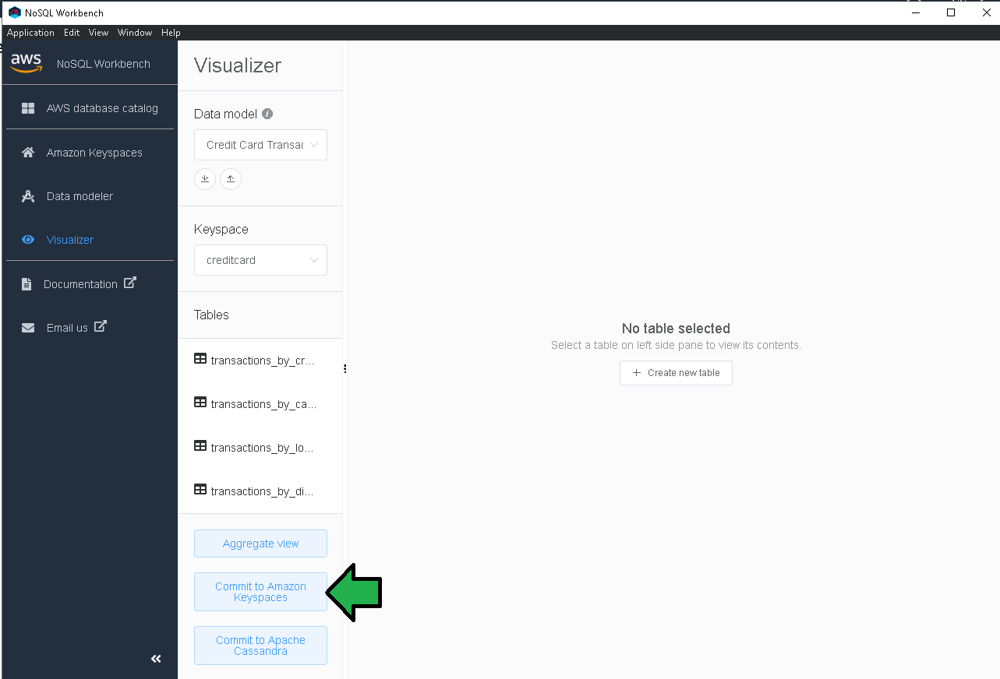 NoSQL Workbench
Application Edit View Window Help
aws
NoSQL Workbench
AWS database catalog
Amazon Keyspaces
Data modeler
Visualizer
Documentation
Email us
Visualizer
Data model
Credit Card Transac
Keyspace
creditcard
Tables
transactions_by_cr...
transactions_by_ca...
transactions_by_lo...
transactions_by_di...
Aggregate view
Commit to Amazon
Keyspaces
Commit to Apache
Cassandra
No table selected
Select a table on left side pane to view its contents.
+ Create new table